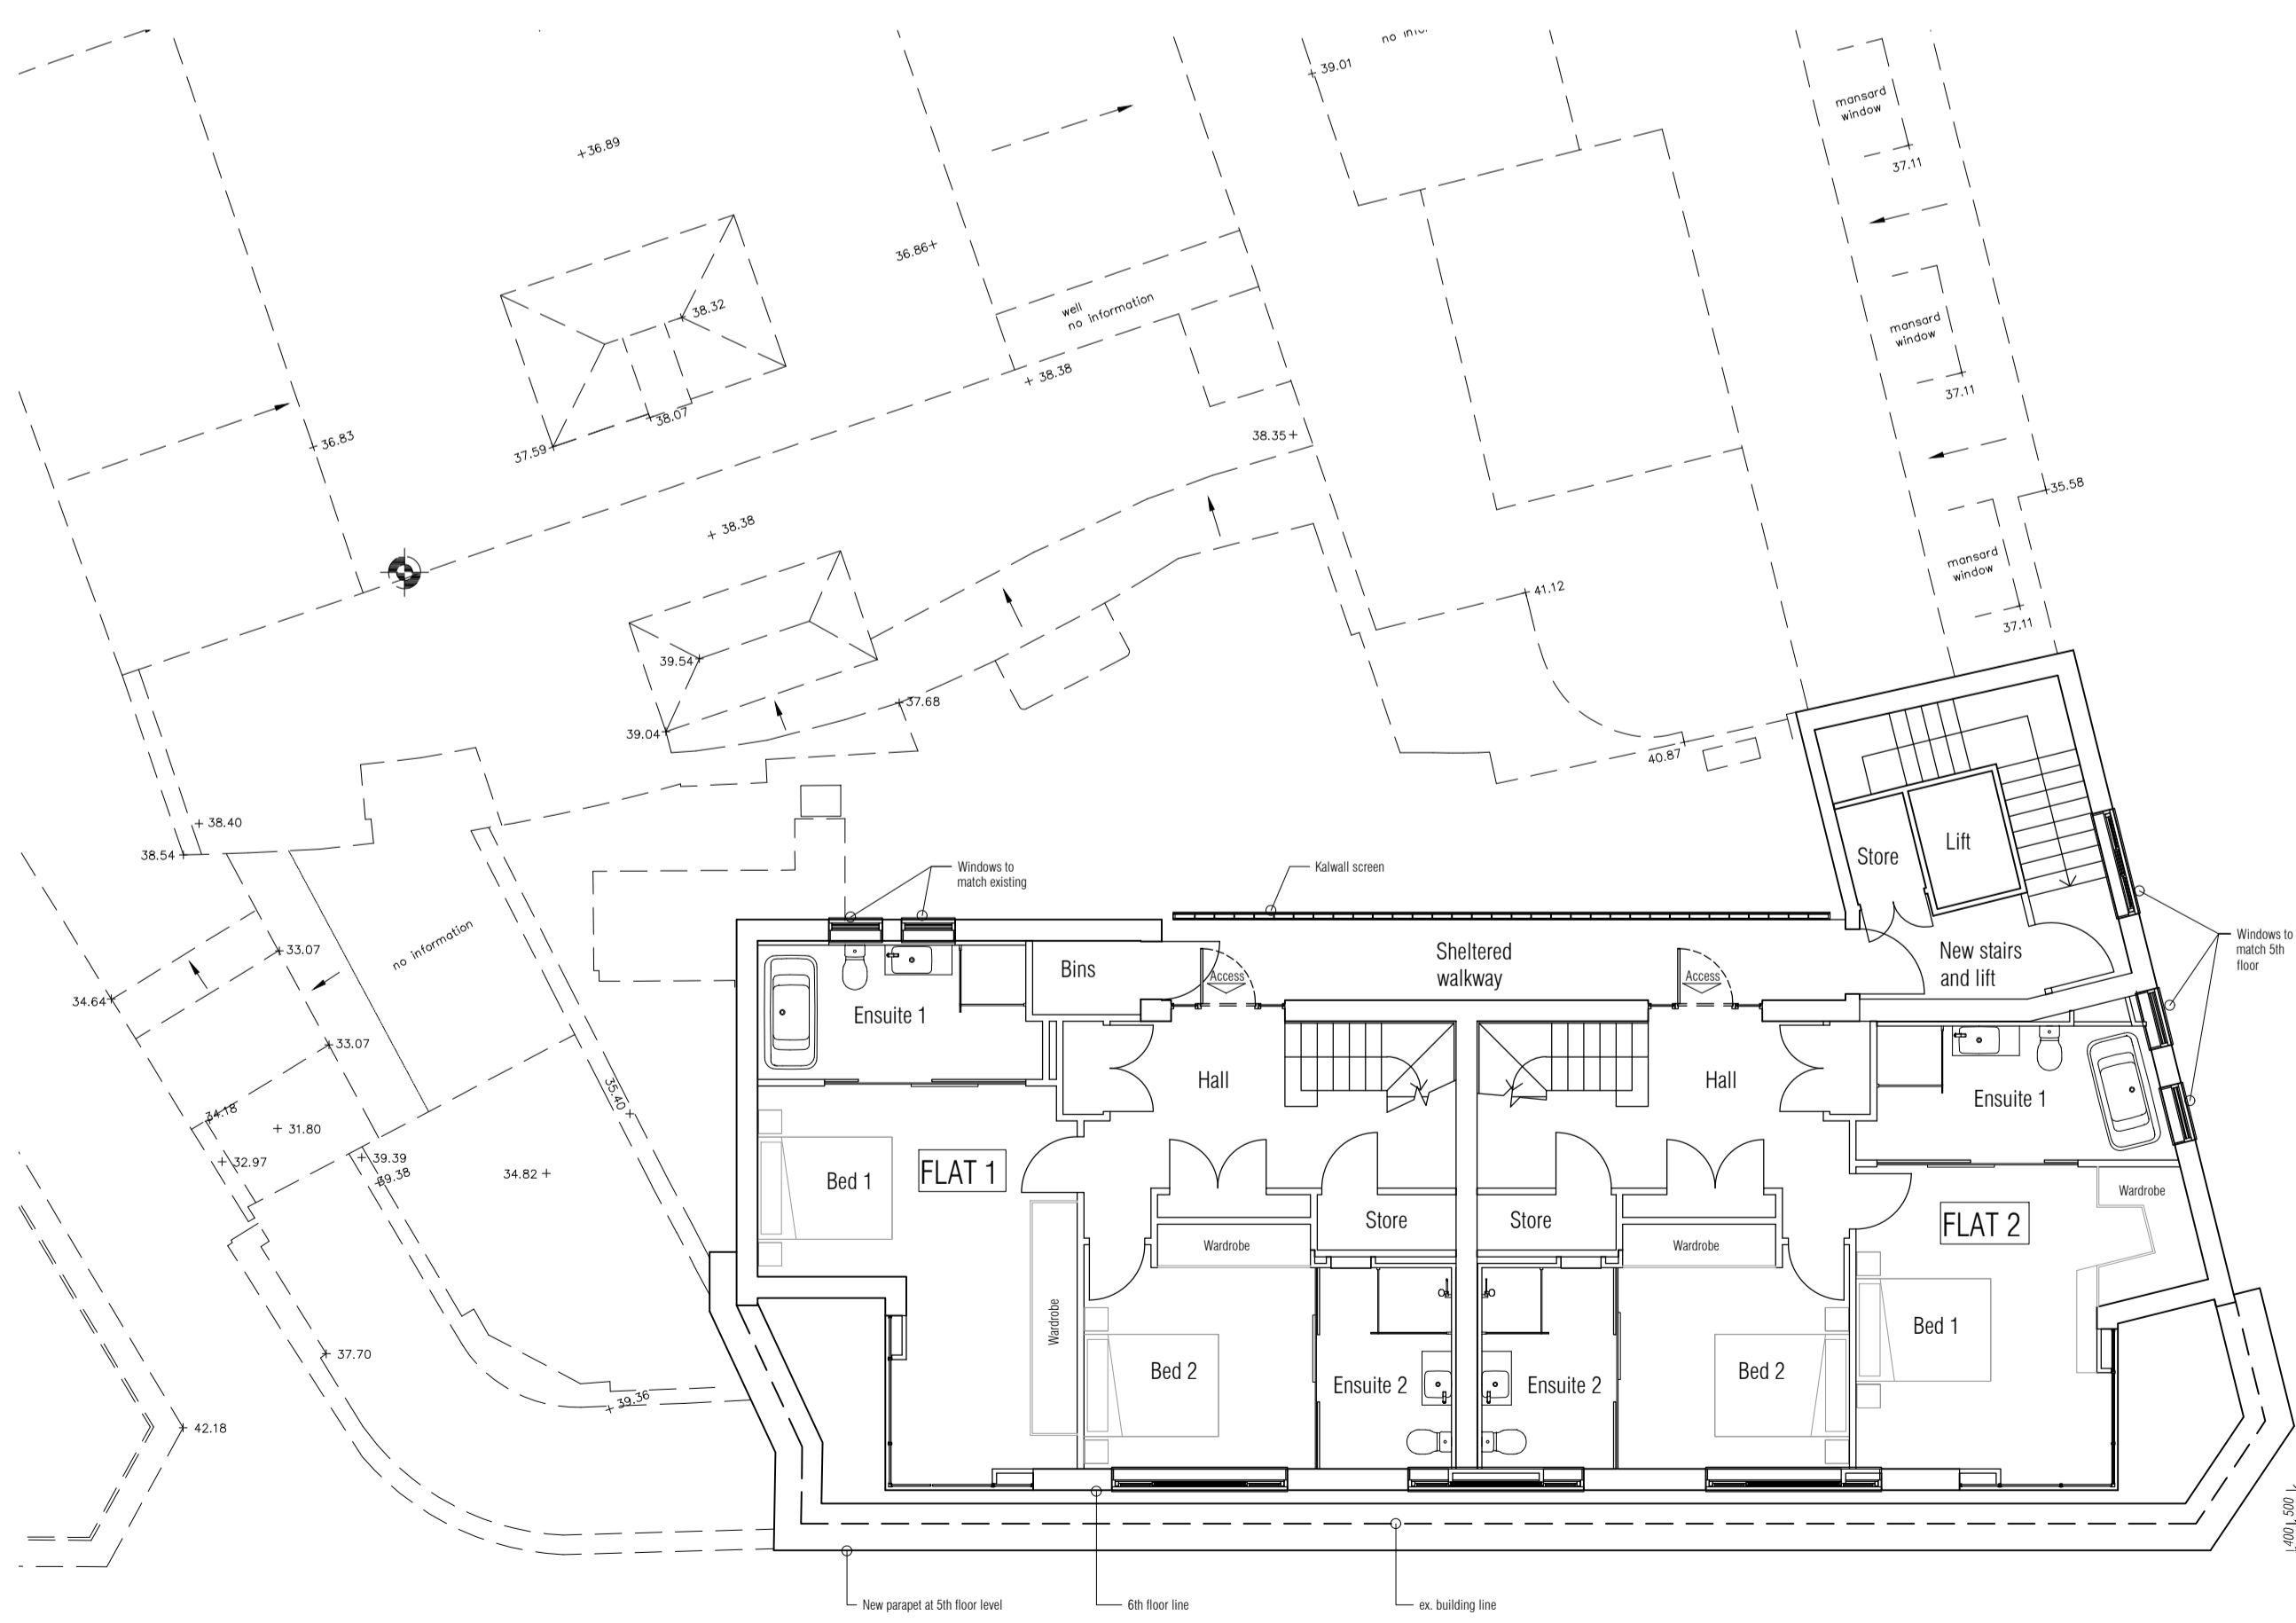 39.01
mansard
window
37.11
36.89
36.86
38.32
well
no information
mansard
window
37.11
38.38
38.07
37.59
36.83
38.35
35.58
38.38
mansard
window
37.11
41.12
39.54
37.68
39.04
40.87
38.40
38.54
Windows to
match existing
Kalwall screen
Store
Lift
no information
33.07
34.64
Bins
Sheltered
walkway
Access
Access
New stairs
and lift
Windows to
match 5th
floor
Ensuite 1
33.07
35.40
Hall
Hall
Ensuite 1
34.18
31.80
32.97
39.39
39.38
34.82
Bed 1
FLAT 1
Store
Store
Wardrobe
FLAT 2
Wardrobe
Wardrobe
Wardrobe
Bed 1
37.70
Bed 2
Ensuite 2
Ensuite 2
Bed 2
39.36
42.18
400
500
New parapet at 5th floor level
6th floor line
ex. building line